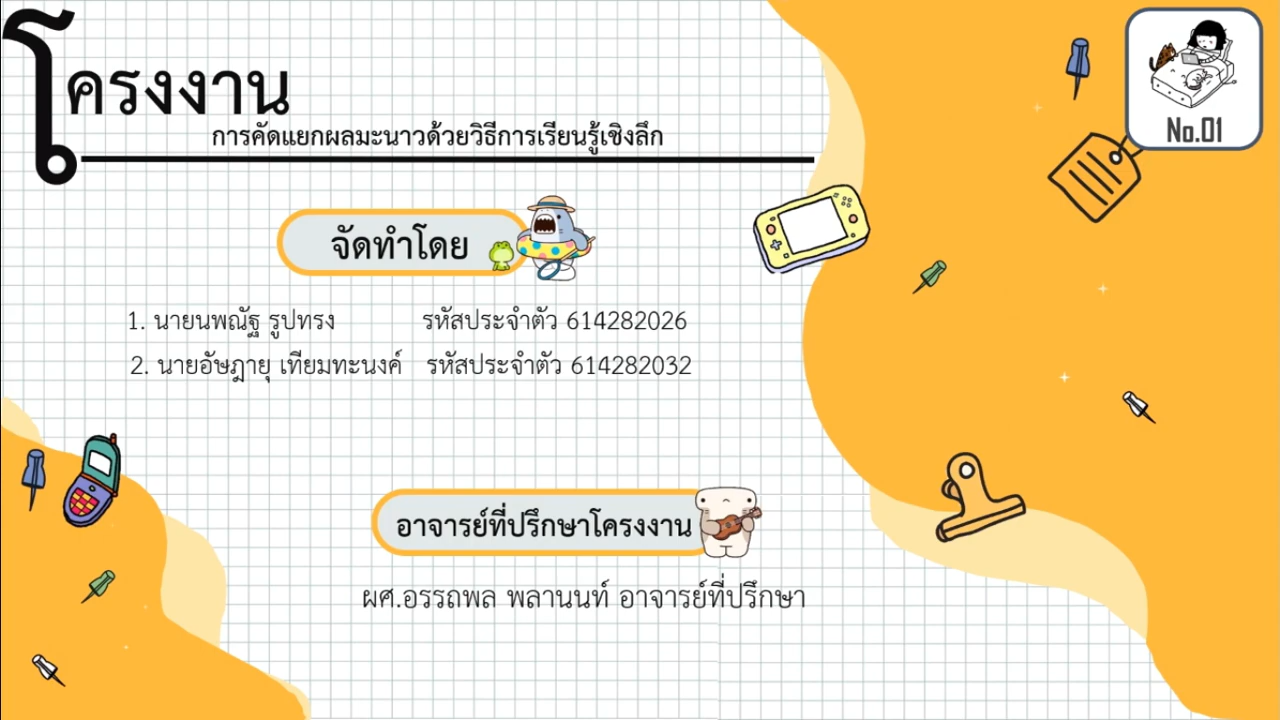 โครงงาน
การคัดแยกผลมะนาวด้วยวิธีการเรียนรู้เชิงลึก
No.01
จัดทำโดย
1. นายนพณัฐ รูปทรง รหัสประจำตัว 614282026
2. นายอัษฎายุ เทียมทะนงค์ รหัสประจำตัว 614282032
อาจารย์ที่ปรึกษาโครงงาน
ผศ.อรรถพล พลานนท์ อาจารย์ที่ปรึกษา